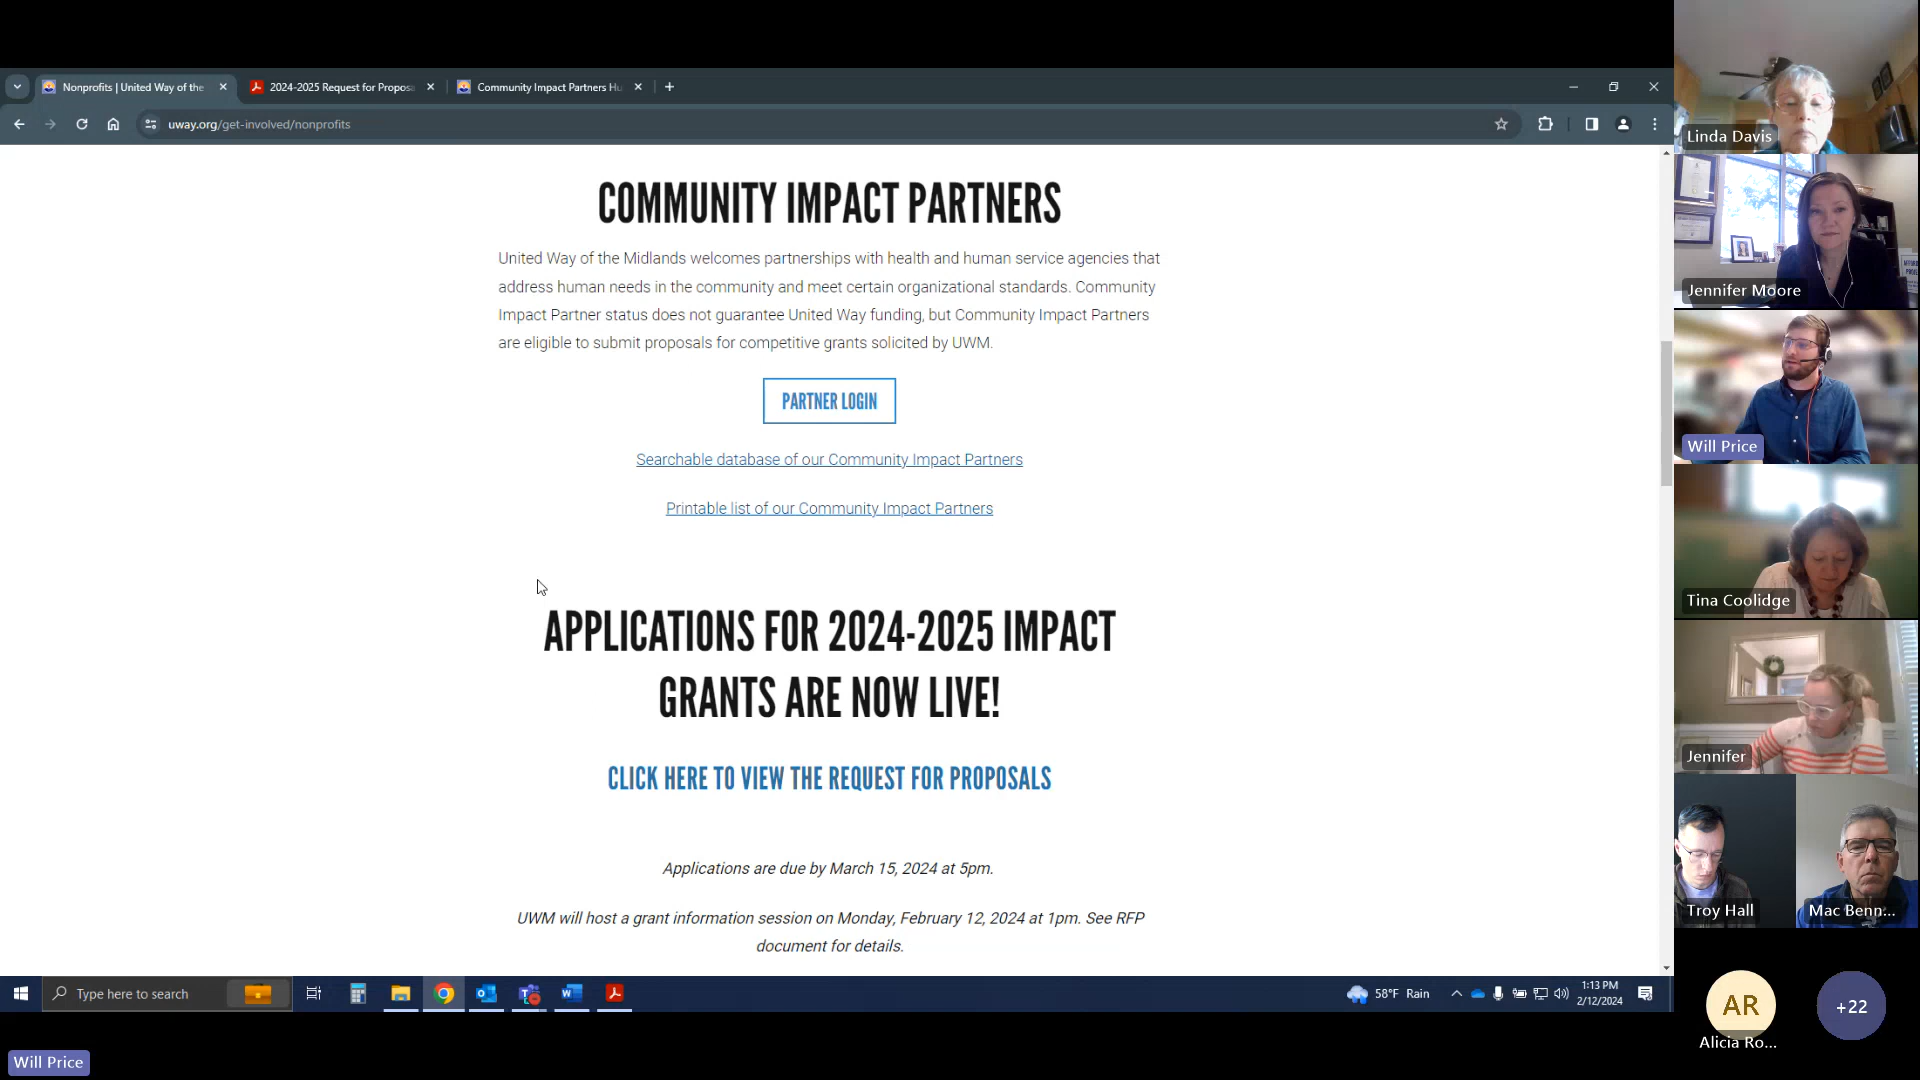 Nonprofits | United Way of the
2024-2025 Request for Propos
Community Impact Partners Hu
uway.org/get-involved/nonprofits
COMMUNITY IMPACT PARTNERS
United Way of the Midlands welcomes partnerships with health and human service agencies that
address human needs in the community and meet certain organizational standards. Community
Impact Partner status does not guarantee United Way funding, but Community Impact Partners
are eligible to submit proposals for competitive grants solicited by UWM.
PARTNER LOGIN
Searchable database of our Community Impact Partners
Printable list of our Community Impact Partners
APPLICATIONS FOR 2024-2025 IMPACT
GRANTS ARE NOW LIVE!
CLICK HERE TO VIEW THE REQUEST FOR PROPOSALS
Applications are due by March 15, 2024 at 5pm.
UWM will host a grant information session on Monday, February 12, 2024 at 1pm. See RFP
document for details.
Type here to search
58°F Rain
1:13 PM
2/12/2024
Will Price
Linda Davis
Jennifer Moore
Will Price
Tina Coolidge
Jennifer
Troy Hall
Mac Benn...
AR
Alicia Ro...
+22